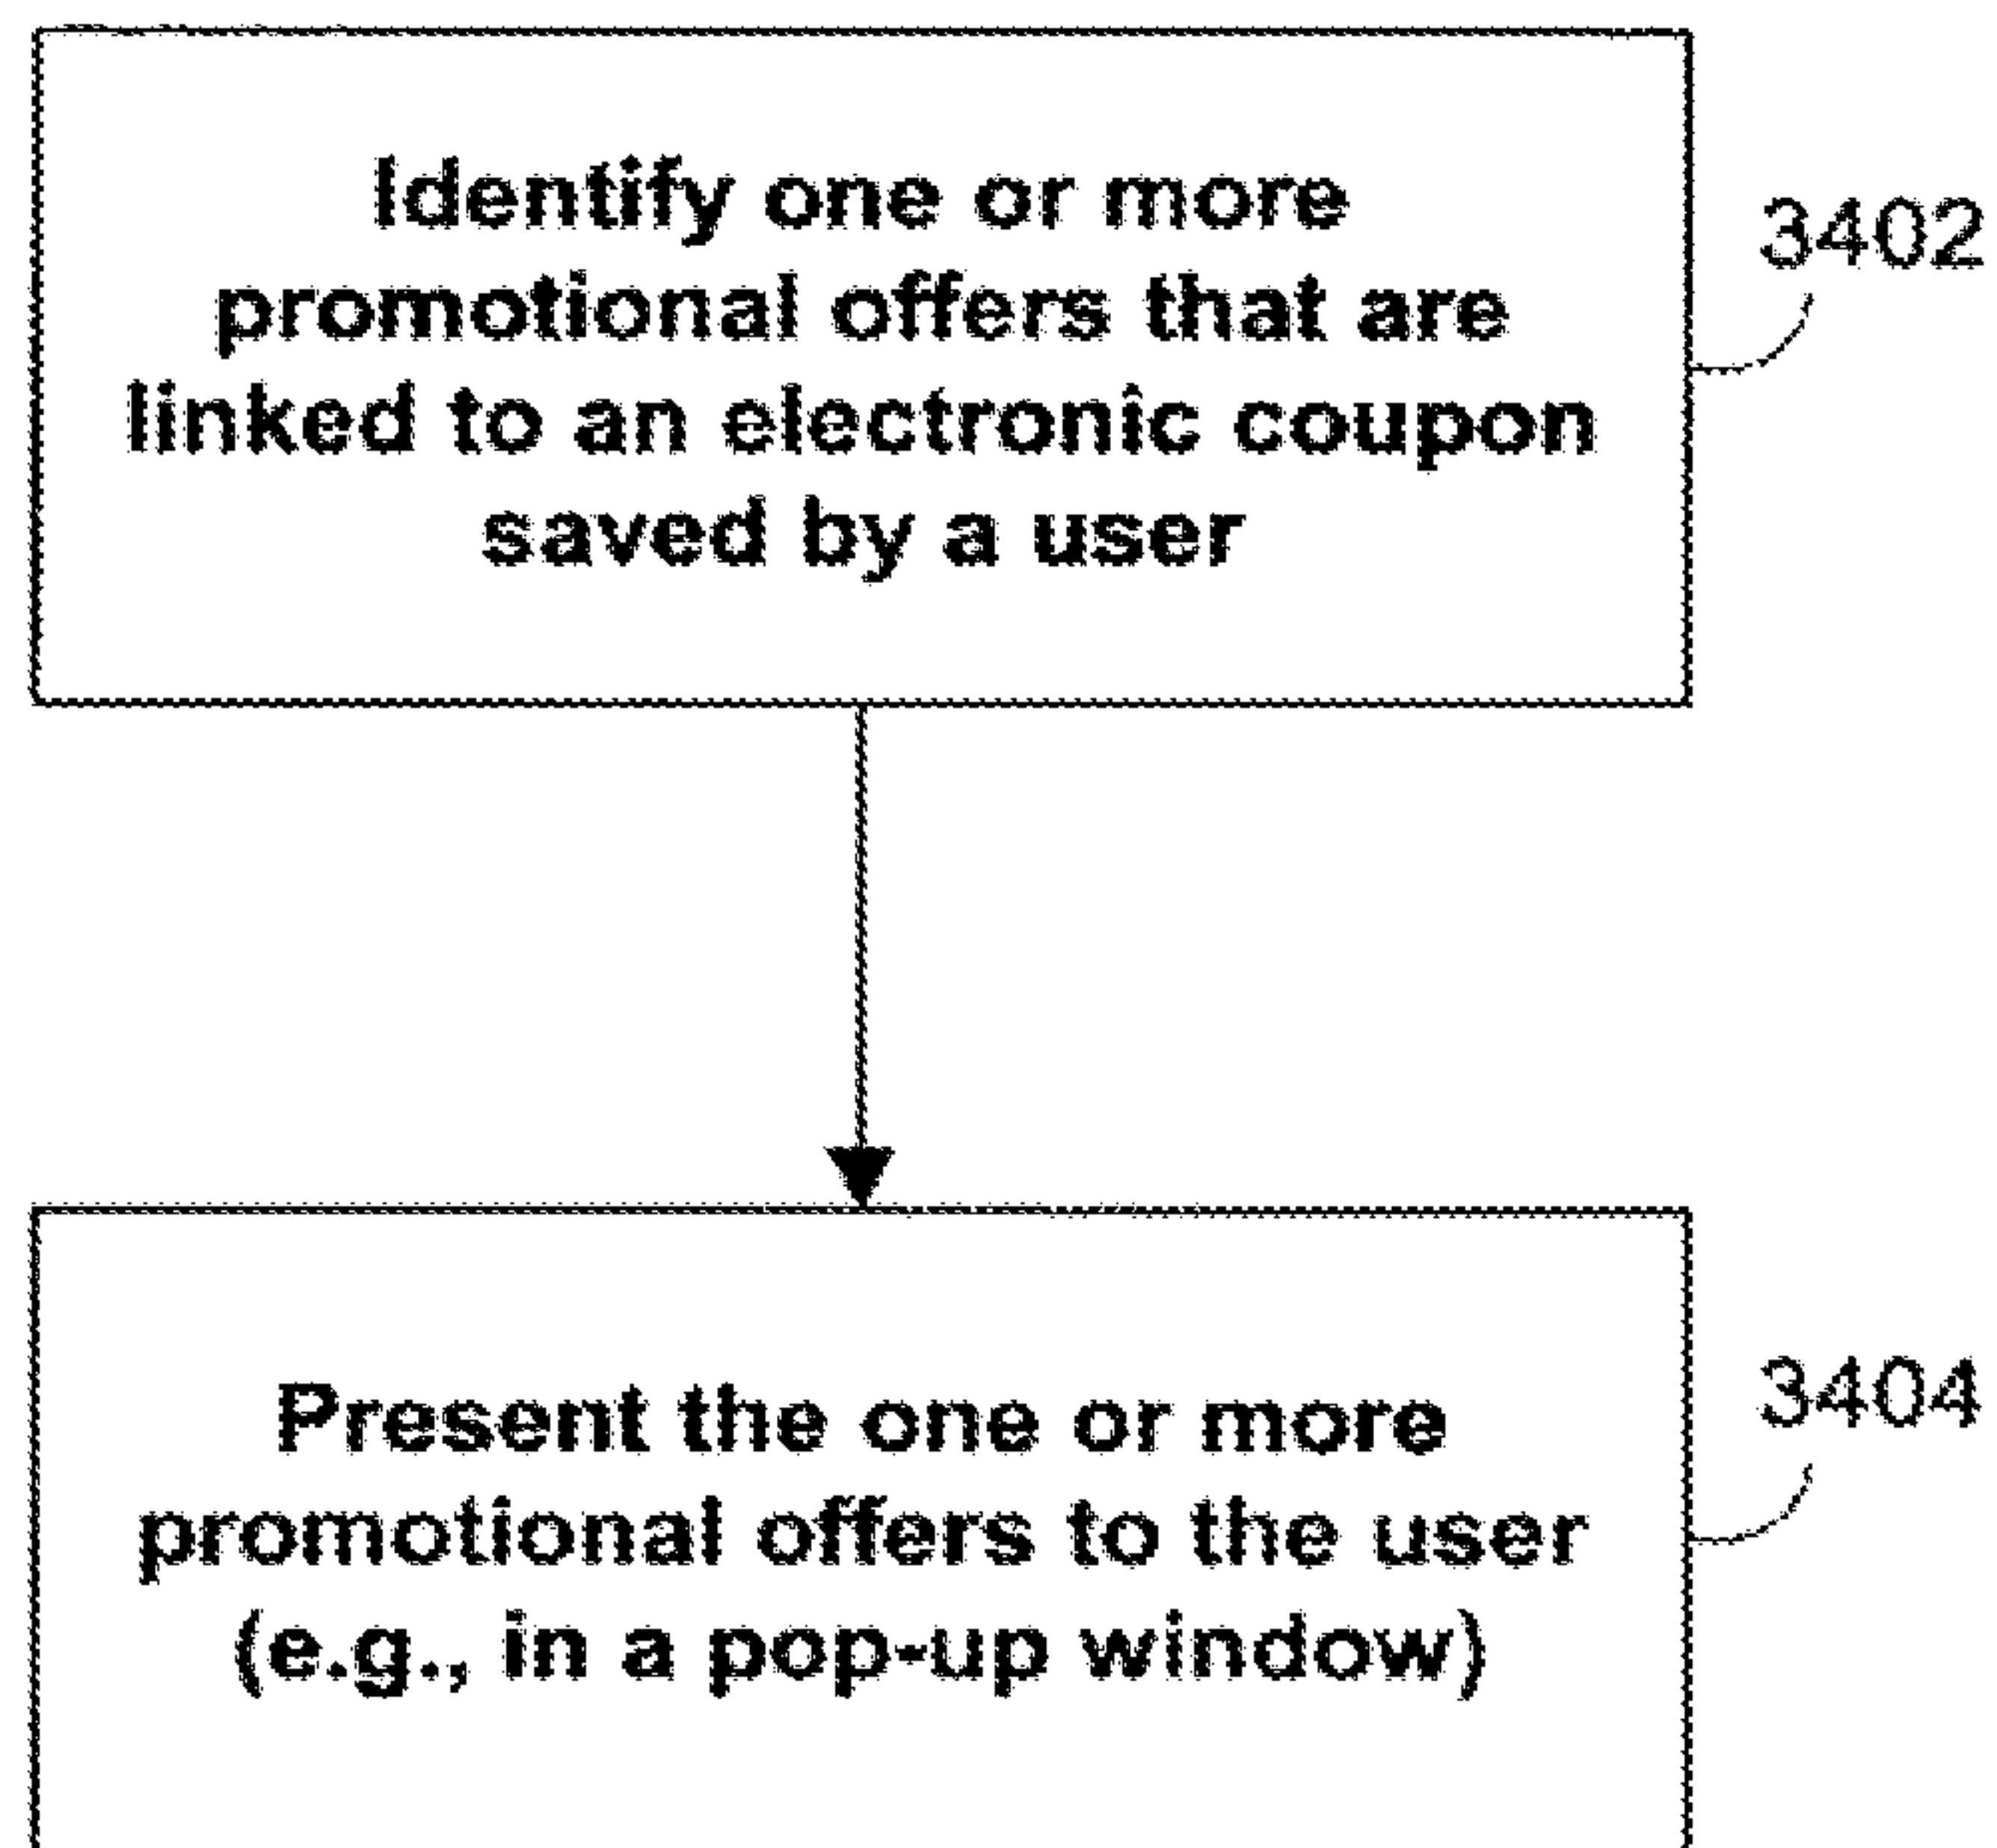 Identify one or more
promotional offers that are
linked to an electronic coupon
saved by a user
3402
Present the one or more
promotional offers to the user
(e.g., in a pop-up window)
3404